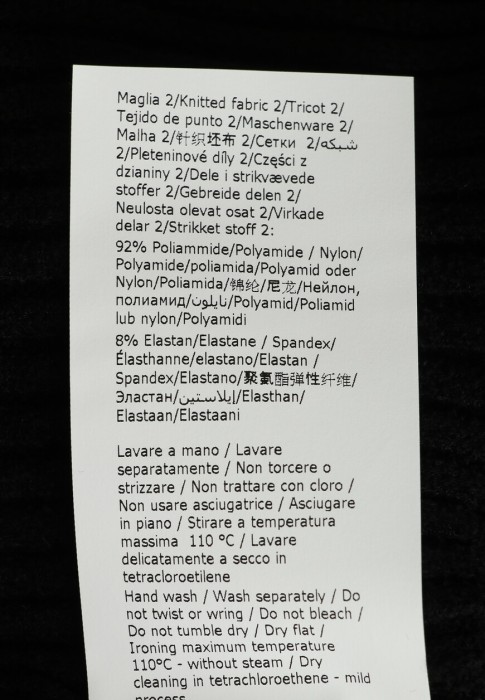 Maglia 2/Knitted fabric 2/Tricot 2/
Tejido de punto 2/Maschenware 2/
Malha 2/针织坯布 2/Сетки 2/شبكه
2/Pleteninové díly 2/Części z
dzianiny 2/Dele i strikvævede
stoffer 2/Gebreide delen 2/
Neulosta olevat osat 2/Virkade
delar 2/Strikket stoff 2:
92% Poliammide/Polyamide / Nylon/
Polyamide/poliamida/Polyamid oder
Nylon/Poliamida/锦纶/尼龙/Нейлон,
полиамид/نايلون/Polyamid/Poliamid
lub nylon/Polyamidi
8% Elastan/Elastane / Spandex/
Élasthanne/elastano/Elastan /
Spandex/Elastano/聚氨酯弹性纤维/
Эластан/إيلاستين/Elasthan/
Elastaan/Elastaani
Lavare a mano / Lavare
separatamente / Non torcere o
strizzare / Non trattare con cloro /
Non usare asciugatrice / Asciugare
in piano / Stirare a temperatura
massima 110 °C / Lavare
delicatamente a secco in
tetracloroetilene
Hand wash / Wash separately / Do
not twist or wring / Do not bleach /
Do not tumble dry / Dry flat /
Ironing maximum temperature
110°C - without steam / Dry
cleaning in tetrachloroethene - mild
process